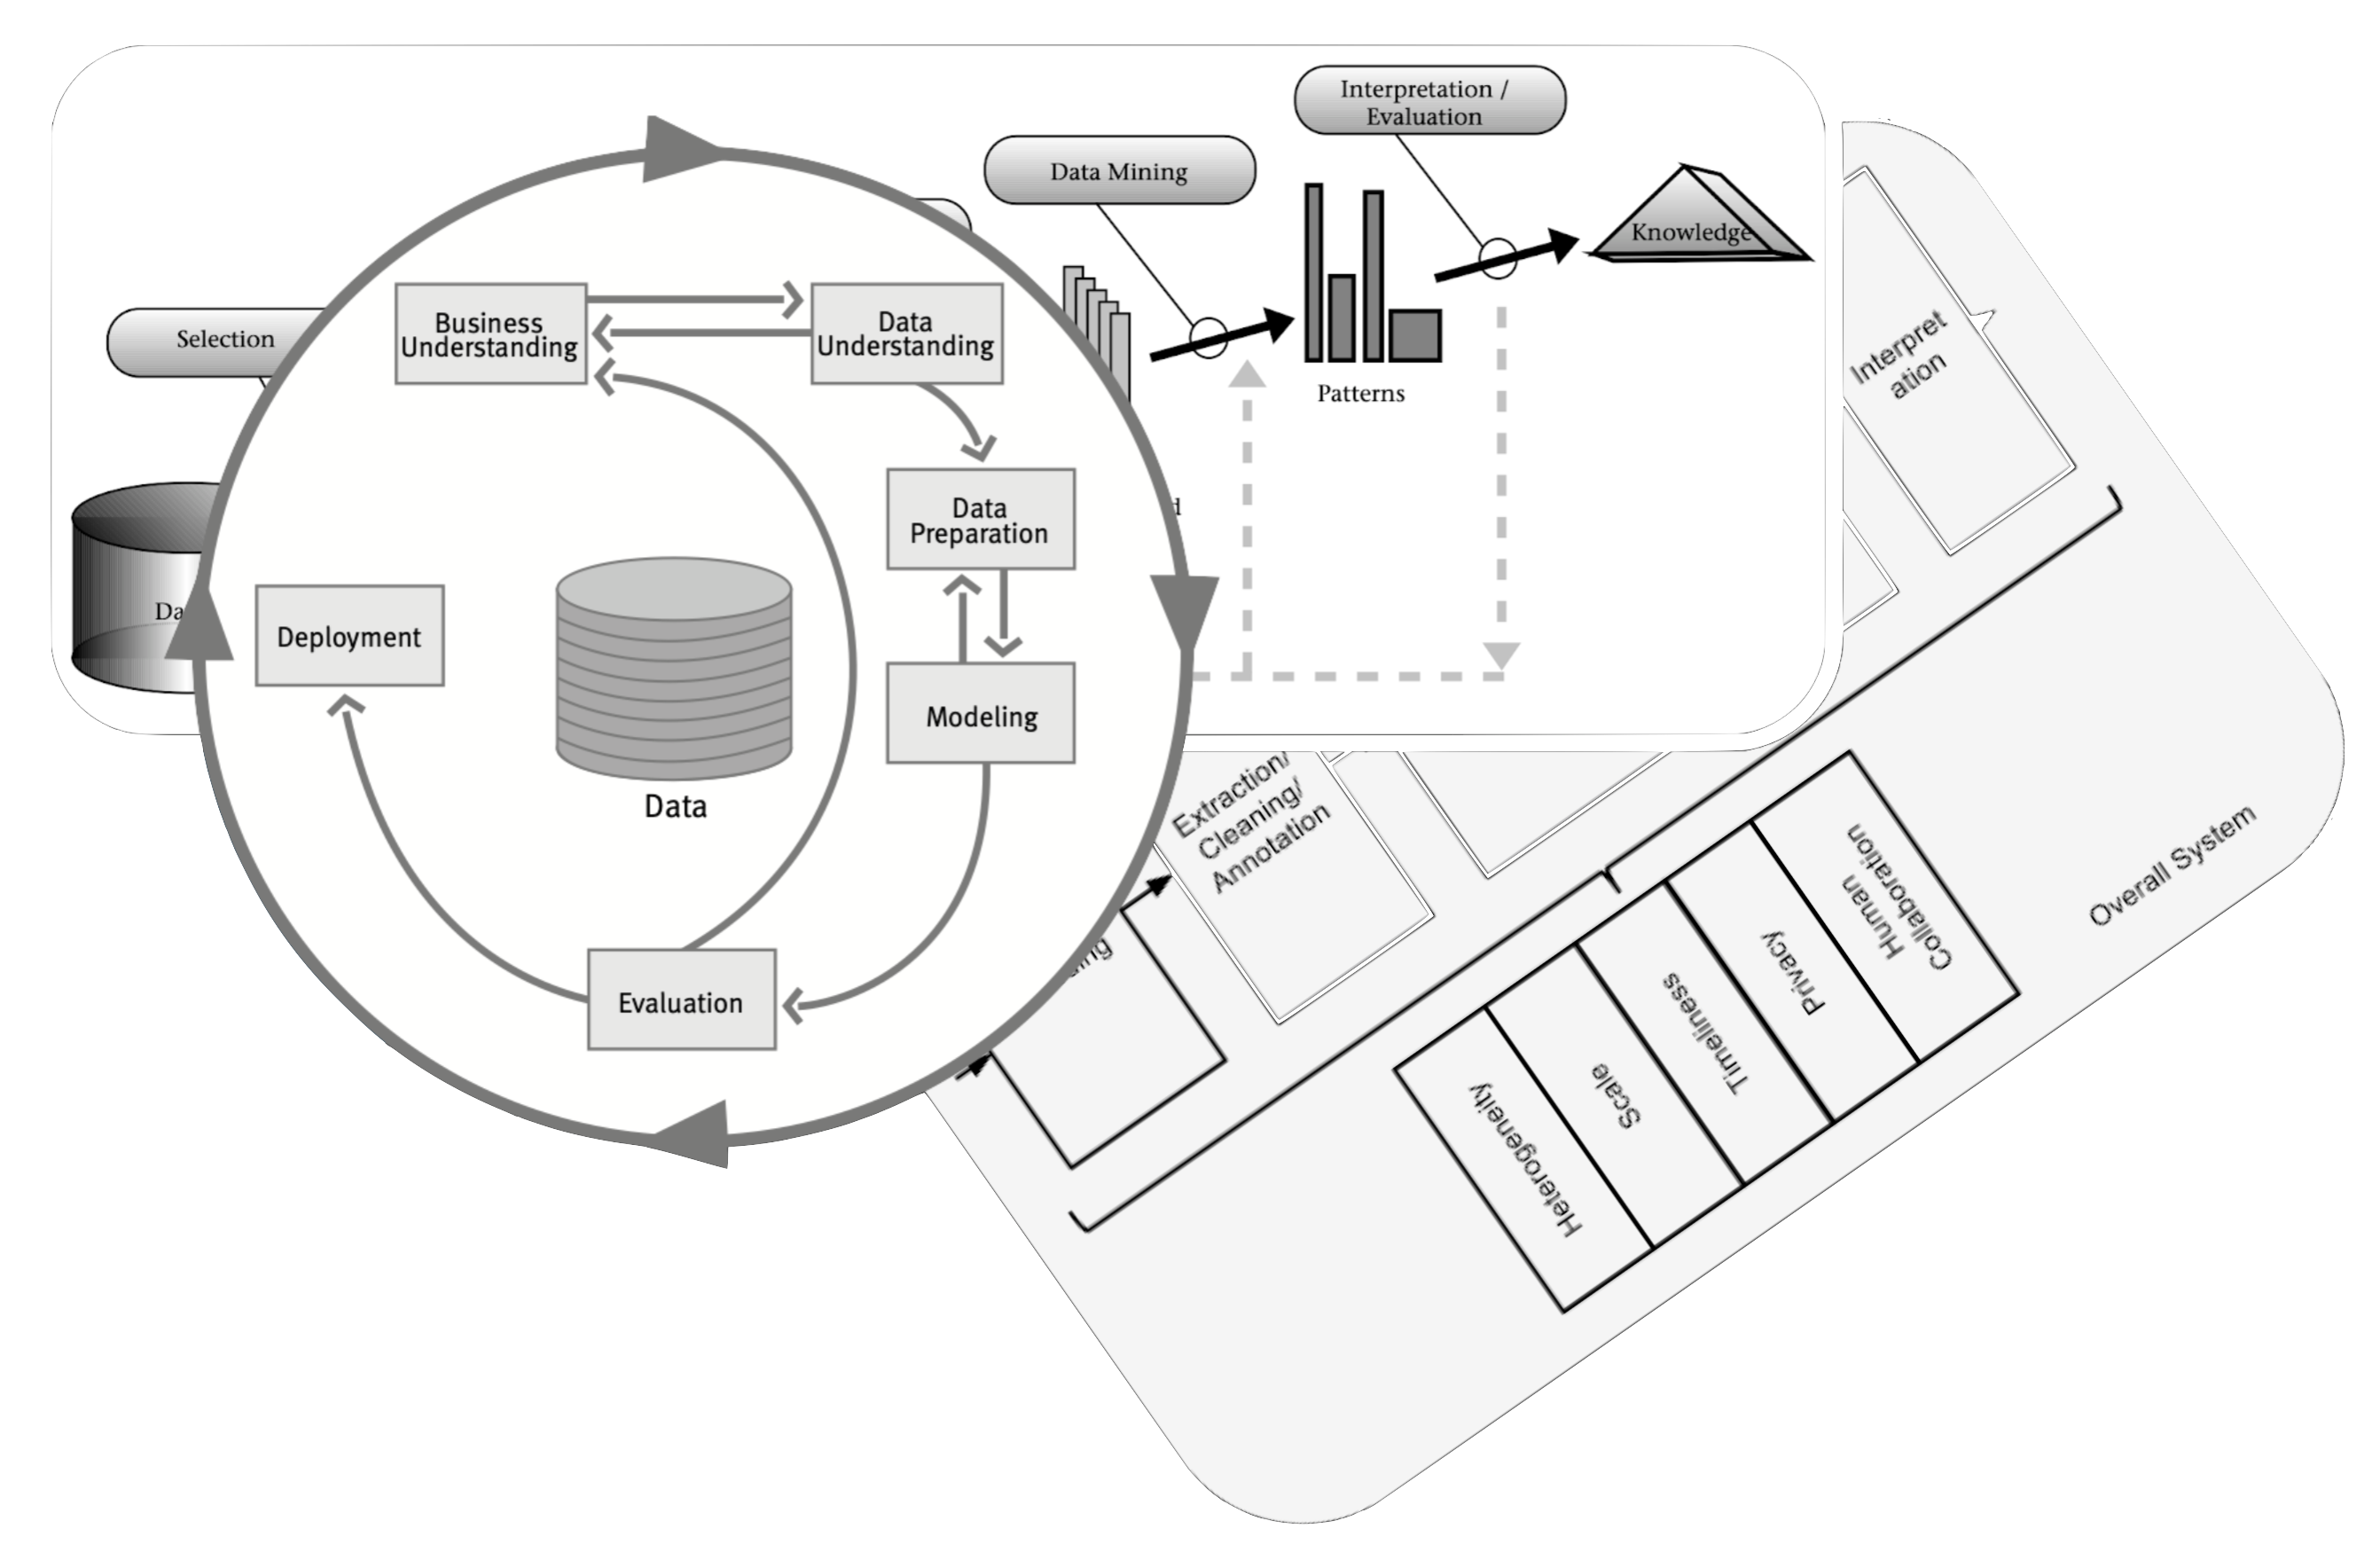 Interpretation /
Evaluation
Data Mining
Knowledge
Selection
Patterns
Business
Understanding
Data
Understanding
Data
Preparation
Deployment
Modeling
Data
Evaluation
Interpret
ation
Extraction/
Cleaning/
Annotation
Overall System
Heterogeneity
Scale
Timeliness
Privacy
Human
Collaboration